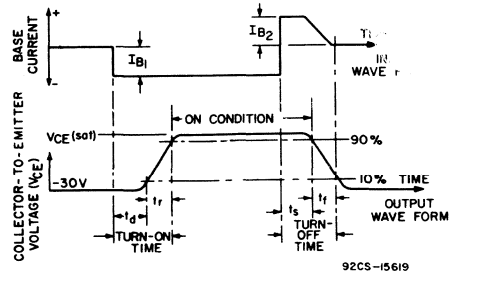 +
BASE
CURRENT
-
IB1
IB2
WAVE
ON CONDITION
COLLECTOR-TO-EMITTER
VOLTAGE (VCE)
VCE(sat)
90%
-30V
10% TIME
tr
td
ts
tf
OUTPUT
WAVE FORM
TURN-ON
TIME
TURN-
OFF
TIME
92CS-15619